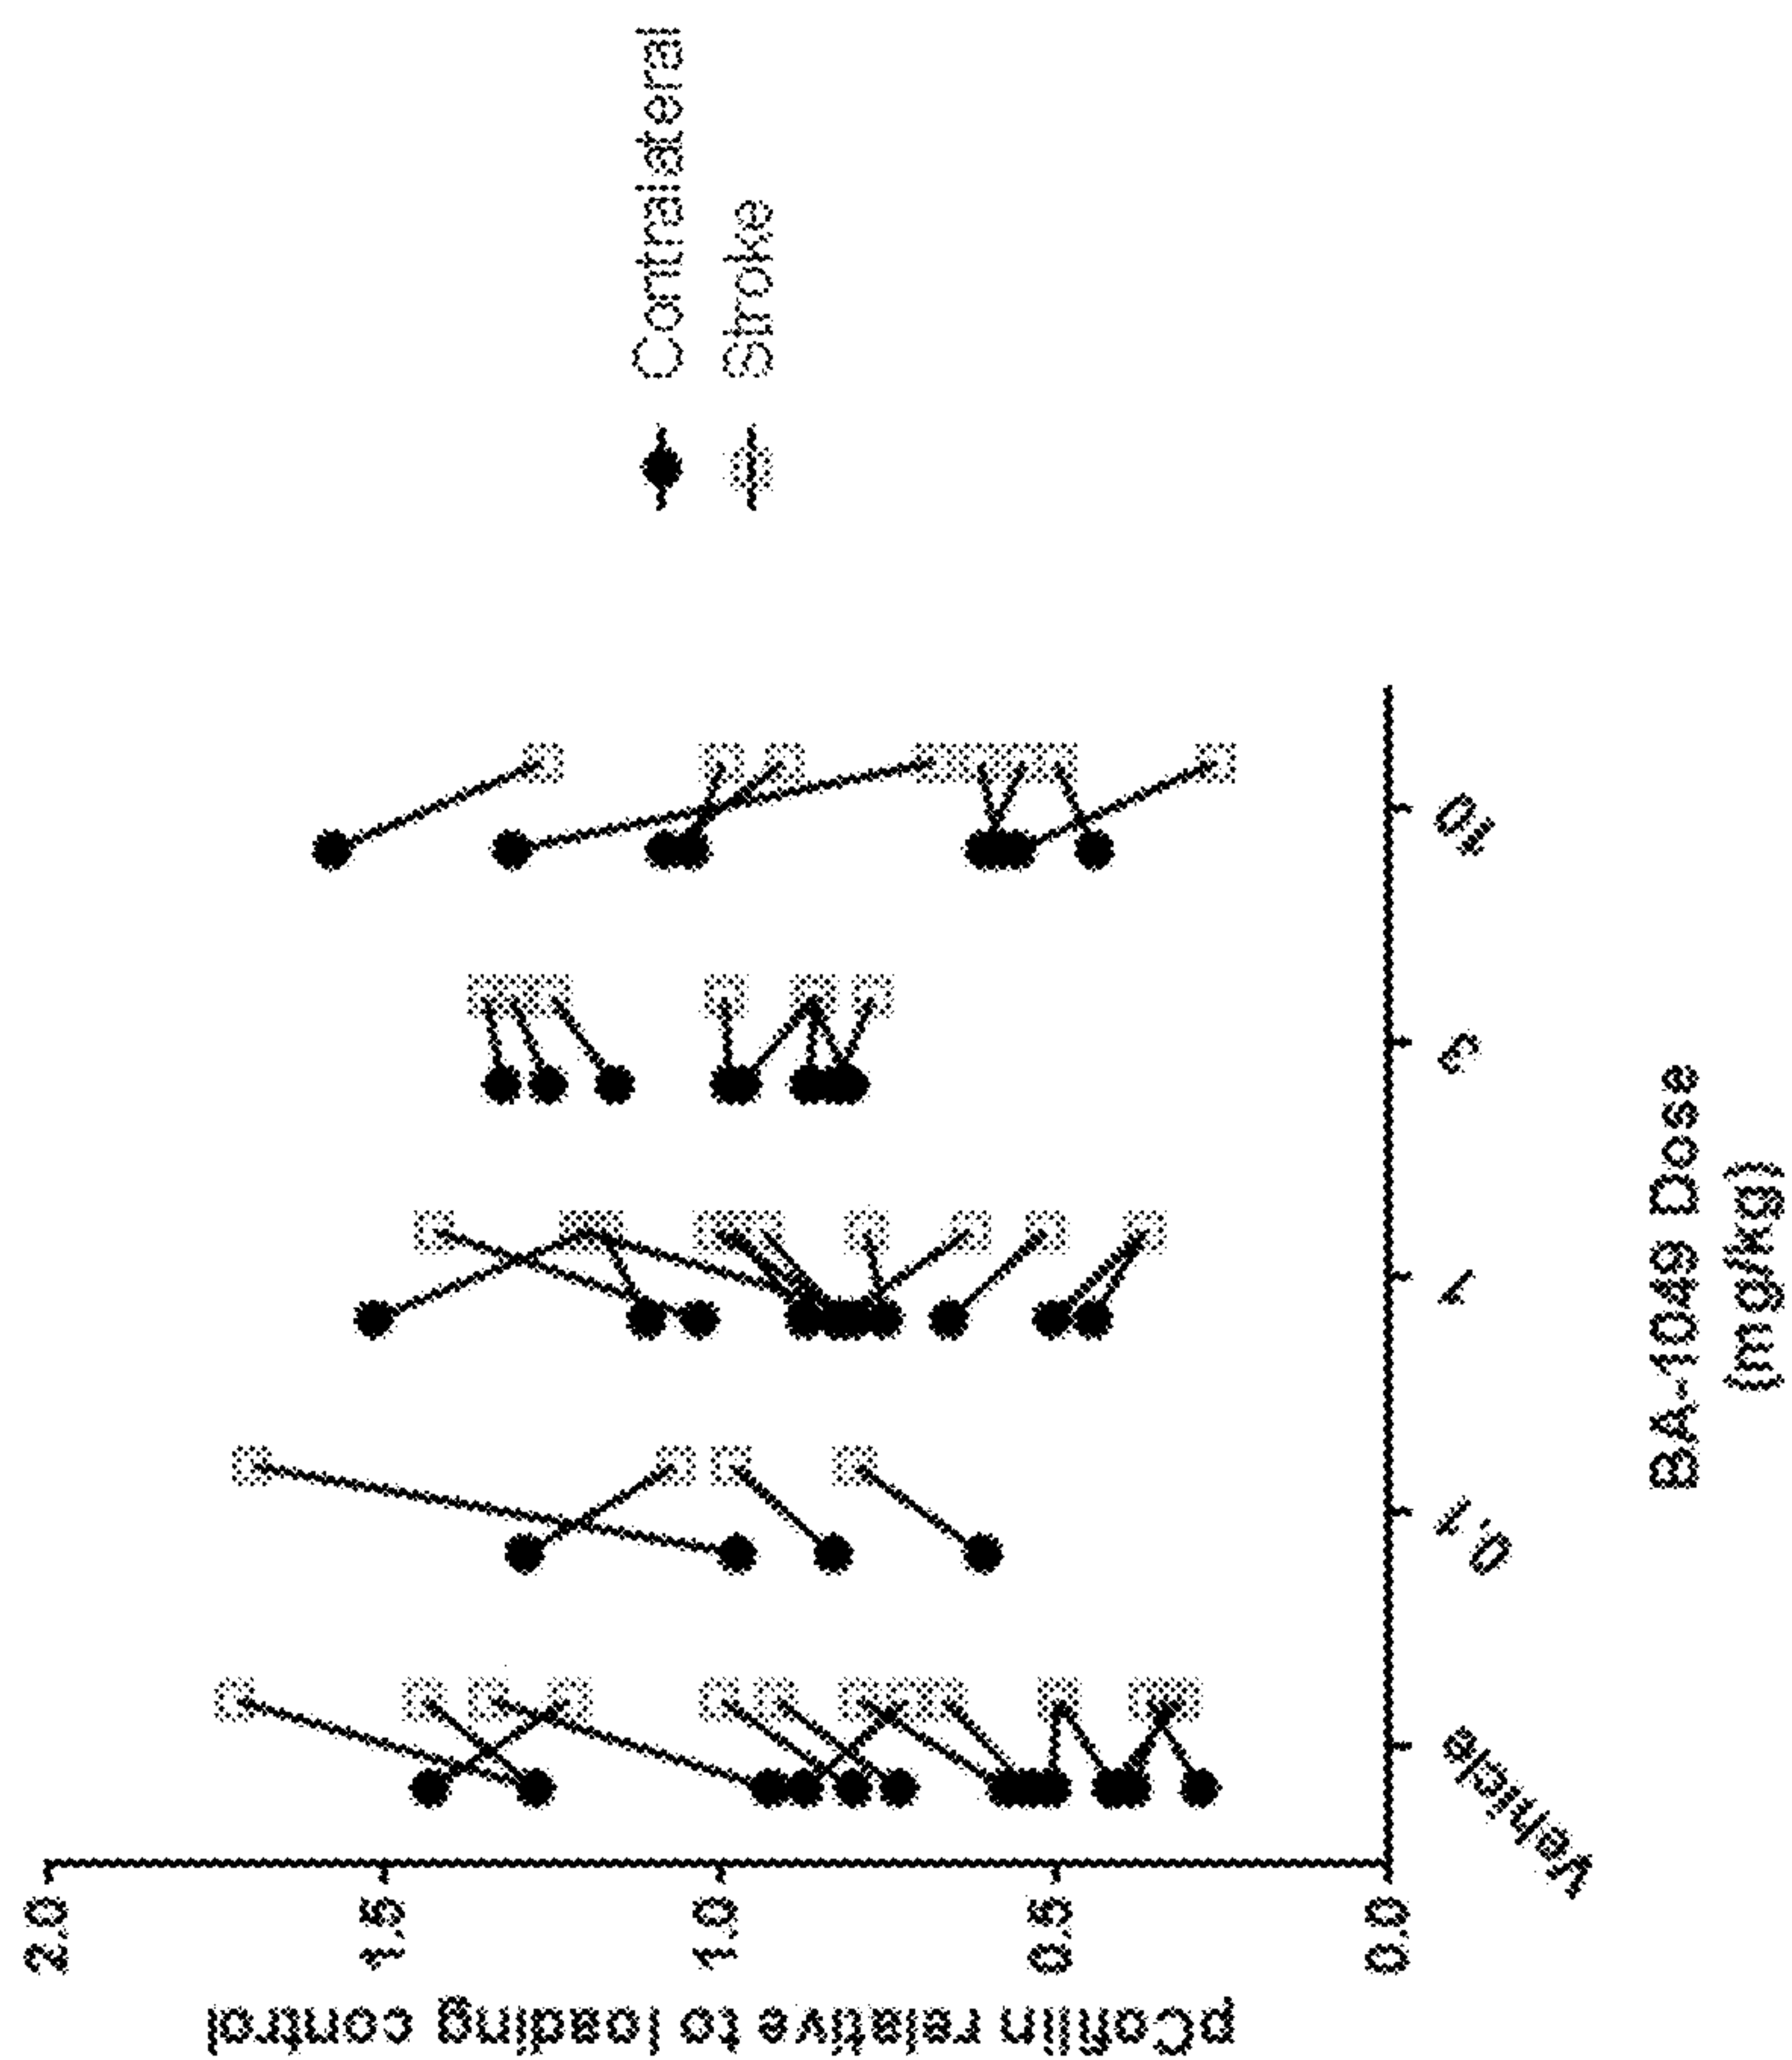 pCofilin relative to loading control
2.0
1.5
1.0
0.5
0.0
Vehicle
0.1
1
3
10
BA-1049 Dose
(mg/kg)
Contralateral
Stroke